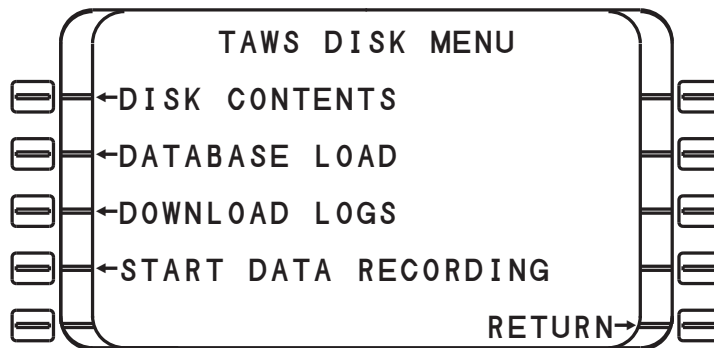 TAWS DISK MENU
←DISK CONTENTS
←DATABASE LOAD
←DOWNLOAD LOGS
←START DATA RECORDING
RETURN→